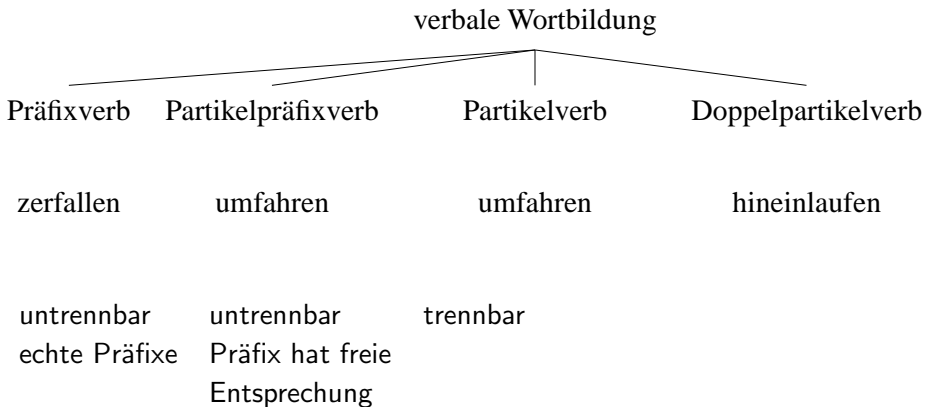 verbale Wortbildung
Präfixverb Partikelpräfixverb Partikelverb Doppelpartikelverb
zerfallen umfahren umfahren hineinlaufen
untrennbar untrennbar trennbar
echte Präfixe Präfix hat freie
Entsprechung